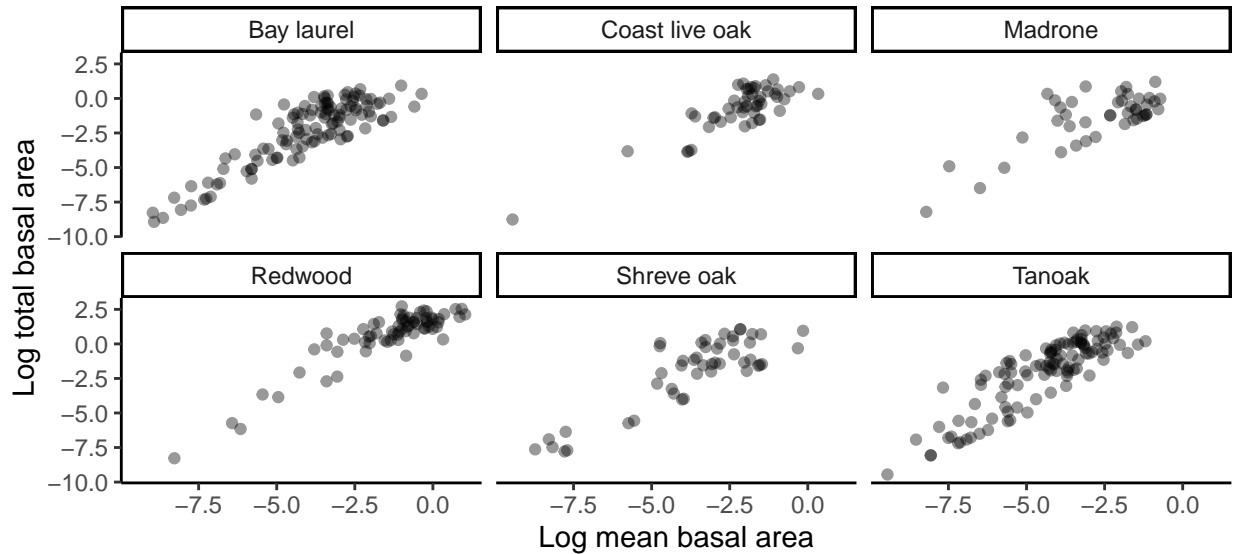 Bay laurel
Coast live oak
Madrone
2.5
0.0
−2.5
−5.0
−7.5
−10.0
Redwood
Shreve oak
Tanoak
2.5
0.0
−2.5
−5.0
−7.5
−10.0
−7.5 −5.0 −2.5 0.0
−7.5 −5.0 −2.5 0.0
−7.5 −5.0 −2.5 0.0
Log mean basal area
Log total basal area